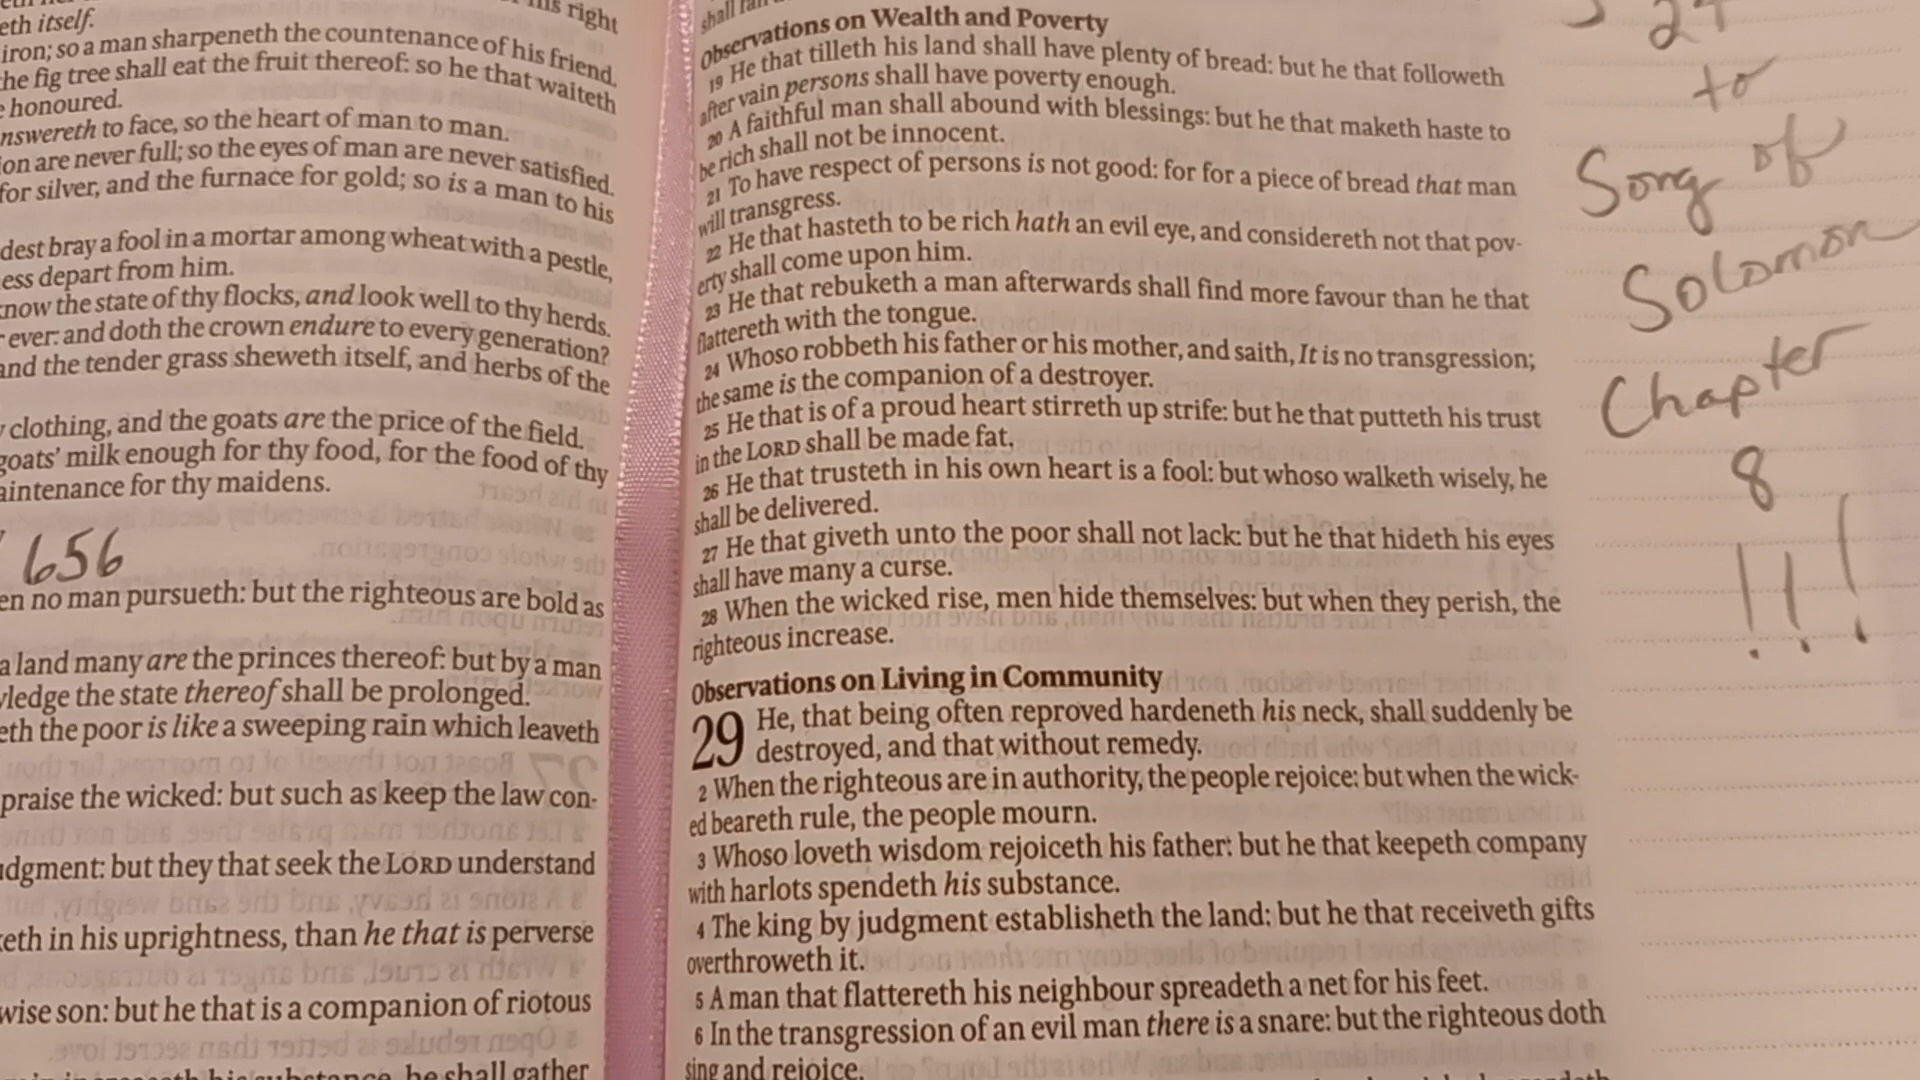 his right
eth itself.
iron; so a man sharpeneth the countenance of his friend.
he fig tree shall eat the fruit thereof: so he that waiteth
honoured.
nswereth to face, so the heart of man to man.
ion are never full; so the eyes of man are never satisfied.
for silver, and the furnace for gold; so is a man to his
dest bray a fool in a mortar among wheat with a pestle,
ess depart from him.
know the state of thy flocks, and look well to thy herds.
ever: and doth the crown endure to every generation?
and the tender grass sheweth itself, and herbs of the
clothing, and the goats are the price of the field.
goats' milk enough for thy food, for the food of thy
aintenance for thy maidens.
656
en no man pursueth: but the righteous are bold as
a land many are the princes thereof: but by a man
ledge the state thereof shall be prolonged.
eth the poor is like a sweeping rain which leaveth
praise the wicked: but such as keep the law con-
udgment: but they that seek the LORD understand
keth in his uprightness, than he that is perverse
wise son: but he that is a companion of riotous
his substance, he shall gather
shall
Observations on Wealth and Poverty
19 He that tilleth his land shall have plenty of bread: but he that followeth
after vain persons shall have poverty enough.
20 A faithful man shall abound with blessings: but he that maketh haste to
be rich shall not be innocent.
21 To have respect of persons is not good: for for a piece of bread that man
will transgress.
22 He that hasteth to be rich hath an evil eye, and considereth not that pov-
erty shall come upon him.
23 He that rebuketh a man afterwards shall find more favour than he that
flattereth with the tongue.
24 Whoso robbeth his father or his mother, and saith, It is no transgression;
the same is the companion of a destroyer.
25 He that is of a proud heart stirreth up strife: but he that putteth his trust
in the LORD shall be made fat.
26 He that trusteth in his own heart is a fool: but whoso walketh wisely, he
shall be delivered.
27 He that giveth unto the poor shall not lack: but he that hideth his eyes
shall have many a curse.
28 When the wicked rise, men hide themselves: but when they perish, the
righteous increase.
Observations on Living in Community
29 He, that being often reproved hardeneth his neck, shall suddenly be
destroyed, and that without remedy.
2 When the righteous are in authority, the people rejoice: but when the wick-
ed beareth rule, the people mourn.
3 Whoso loveth wisdom rejoiceth his father: but he that keepeth company
with harlots spendeth his substance.
4 The king by judgment establisheth the land: but he that receiveth gifts
overthroweth it.
5 A man that flattereth his neighbour spreadeth a net for his feet.
6 In the transgression of an evil man there is a snare: but the righteous doth
sing and rejoice.
to
Song of
Solomon
Chapter
8
!!!